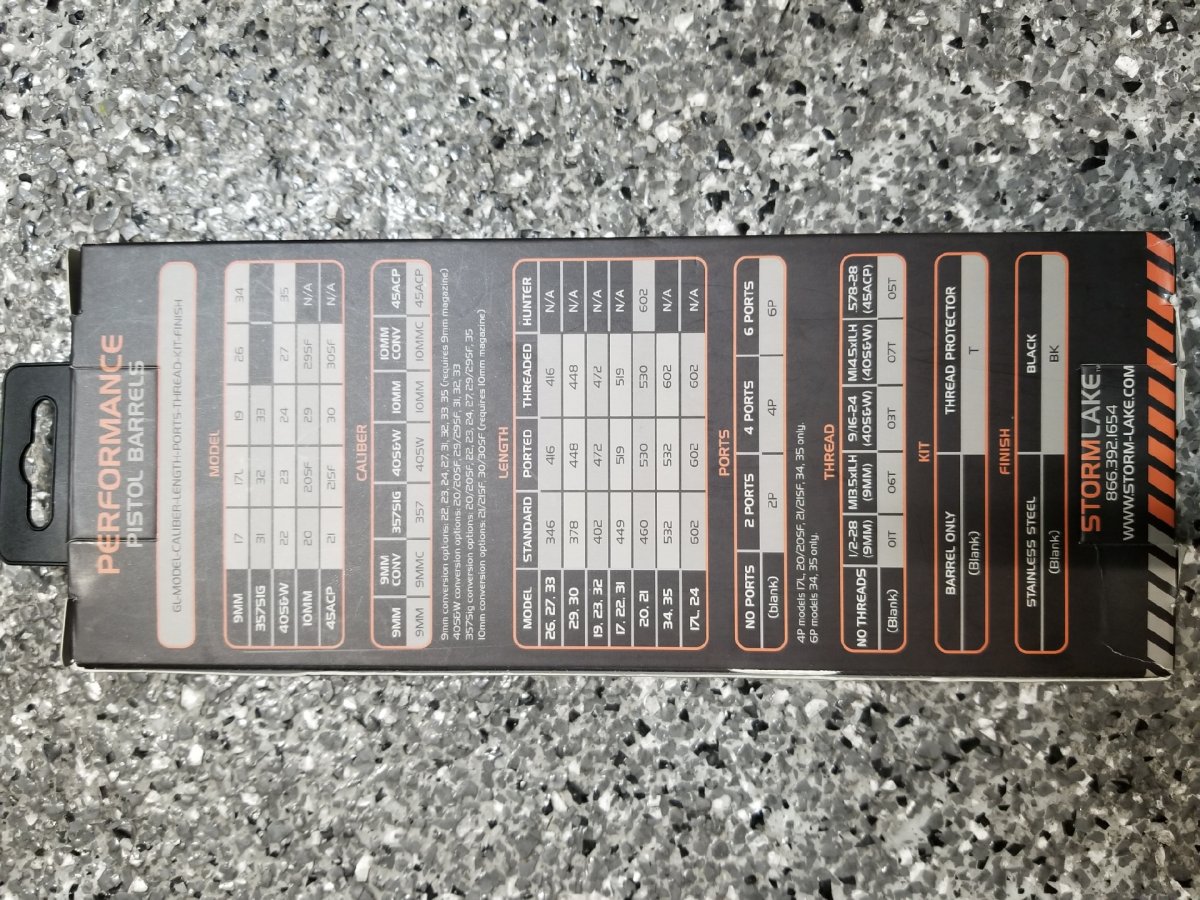 PERFORMANCE
PISTOL BARRELS
GL-MODEL-CALIBER-LENGTH-PORTS-THREAD-KIT-FINISH
MODEL
9MM 17 17L 19 26 34
357SIG 31 32 33
40S&W 22 23 24 27 35
10MM 20 20SF 29 29SF N/A
45ACP 21 21SF 30 30SF N/A
CALIBER
9MM 9MM CONV 357SIG 40S&W 10MM 10MM CONV 45ACP
9MM 9MMC 357 40SW 10MM 10MMC 45ACP
9mm conversion options: 22, 23, 24, 27, 31, 32, 33, 35 (requires 9mm magazine)
40S&W conversion options: 20/20SF, 29/29SF, 31, 32, 33
357Sig conversion options: 20/20SF, 22, 23, 24, 27, 29/29SF, 35
10mm conversion options: 21/21SF, 30/30SF (requires 10mm magazine)
LENGTH
MODEL STANDARD PORTED THREADED HUNTER
26, 27, 33 346 416 416 N/A
29, 30 378 448 448 N/A
19, 23, 32 402 472 472 N/A
17, 22, 31 449 519 519 N/A
20, 21 460 530 530 602
34, 35 532 532 602 N/A
17L, 24 602 602 602 N/A
PORTS
NO PORTS 2 PORTS 4 PORTS 6 PORTS
(blank) 2P 4P 6P
4P models 17L, 20/20SF, 21/21SF, 34, 35 only.
6P models 34, 35 only.
THREAD
NO THREADS 1/2-28 (9MM) M13.5x1LH (9MM) 9/16-24 (40S&W) M14.5x1LH (40S&W) .578-28 (45ACP)
(Blank) 01T 06T 03T 07T 05T
KIT
BARREL ONLY THREAD PROTECTOR
(Blank) T
FINISH
STAINLESS STEEL BLACK
(Blank) BK
STORMLAKE™
866.392.1654
WWW.STORM-LAKE.COM